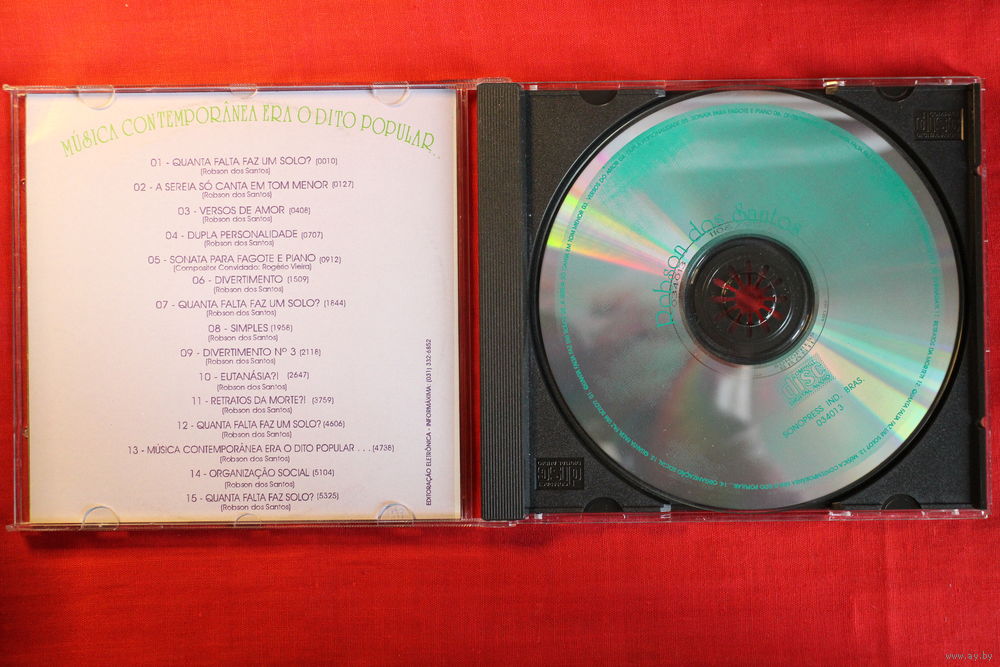 MÚSICA CONTEMPORÂNEA ERA O DITO POPULAR...
01 - QUANTA FALTA FAZ UM SOLO? (0010)
(Robson dos Santos)
02 - A SEREIA SÓ CANTA EM TOM MENOR (0127)
(Robson dos Santos)
03 - VERSOS DE AMOR (0408)
(Robson dos Santos)
04 - DUPLA PERSONALIDADE (0707)
(Robson dos Santos)
05 - SONATA PARA FAGOTE E PIANO (0912)
(Compositor Convidado: Rogério Vieira)
06 - DIVERTIMENTO (1509)
(Robson dos Santos)
07 - QUANTA FALTA FAZ UM SOLO? (1844)
(Robson dos Santos)
08 - SIMPLES (1958)
(Robson dos Santos)
09 - DIVERTIMENTO Nº 3 (2118)
(Robson dos Santos)
10 - EUTANÁSIA?! (2647)
(Robson dos Santos)
11 - RETRATOS DA MORTE?! (3759)
(Robson dos Santos)
12 - QUANTA FALTA FAZ UM SOLO? (4606)
(Robson dos Santos)
13 - MÚSICA CONTEMPORÂNEA ERA O DITO POPULAR . . . (4738)
(Robson dos Santos)
14 - ORGANIZAÇÃO SOCIAL (5104)
(Robson dos Santos)
15 - QUANTA FALTA FAZ SOLO? (5325)
(Robson dos Santos)
EDITORAÇÃO ELETRÔNICA - INFORMÁXIMA: (031) 332-6852
Robson dos Santos
034013
COMPACT
disc
DIGITAL AUDIO
SONOPRESS IND. BRAS.
034013
www.ay.by